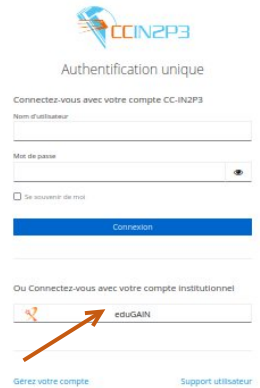 CCIN2P3
Authentification unique
Connectez-vous avec votre compte CC-IN2P3
Nom d'utilisateur
Mot de passe
Se souvenir de moi
Connexion
Ou Connectez-vous avec votre compte institutionnel
eduGAIN
Gérez votre compte Support utilisateur